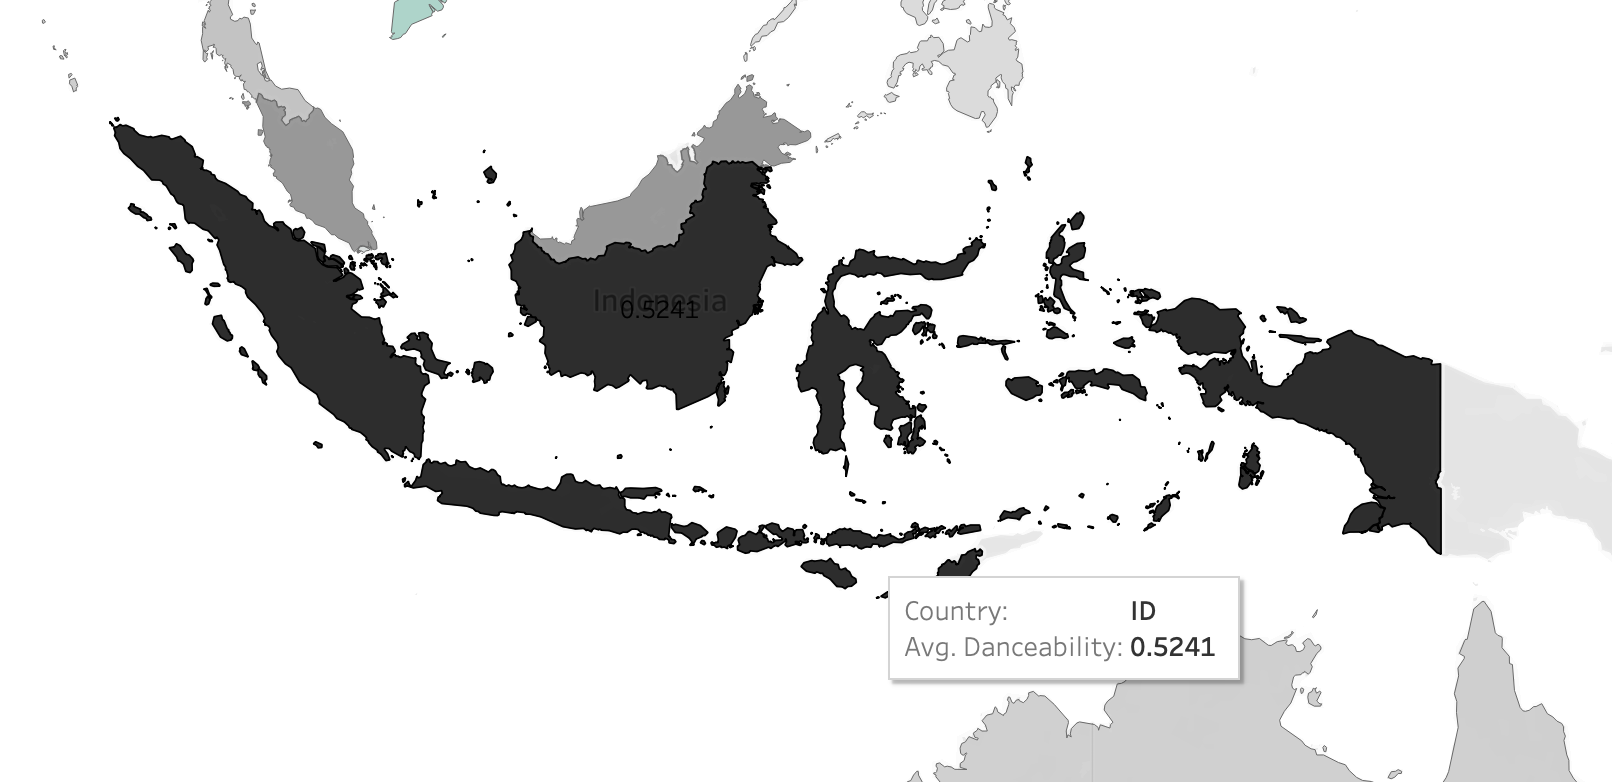 Indonesia
0.5241
Country: ID
Avg. Danceability: 0.5241